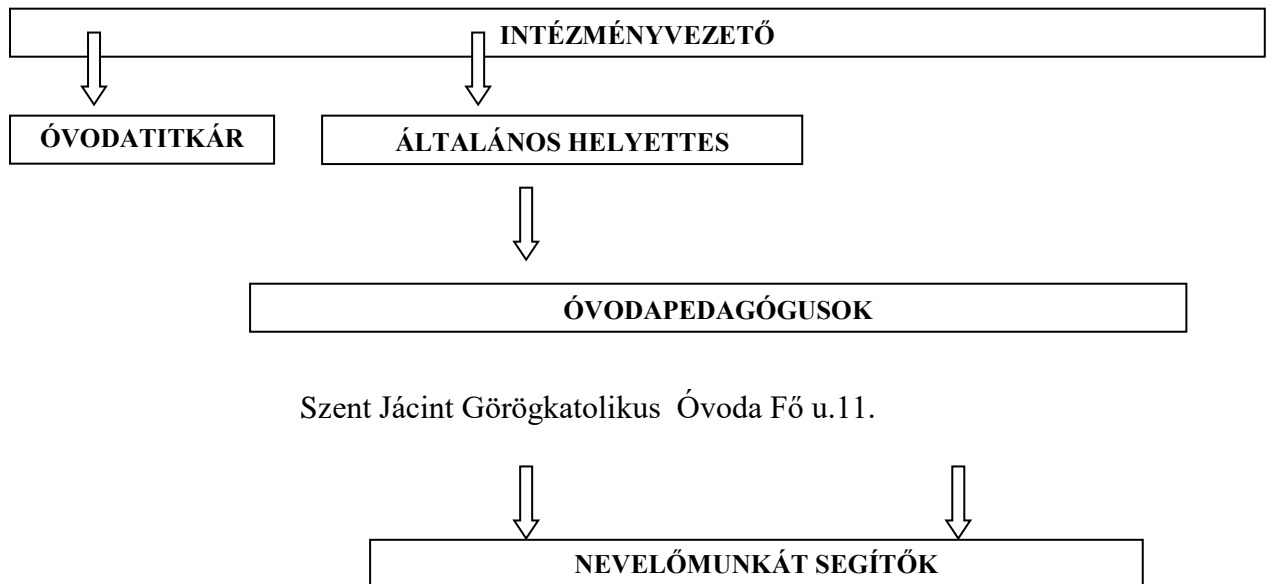 INTÉZMÉNYVEZETŐ
ÓVODATITKÁR
ÁLTALÁNOS HELYETTES
ÓVODAPEDAGÓGUSOK
Szent Jácint Görögkatolikus Óvoda Fő u.11.
NEVELŐMUNKÁT SEGÍTŐK